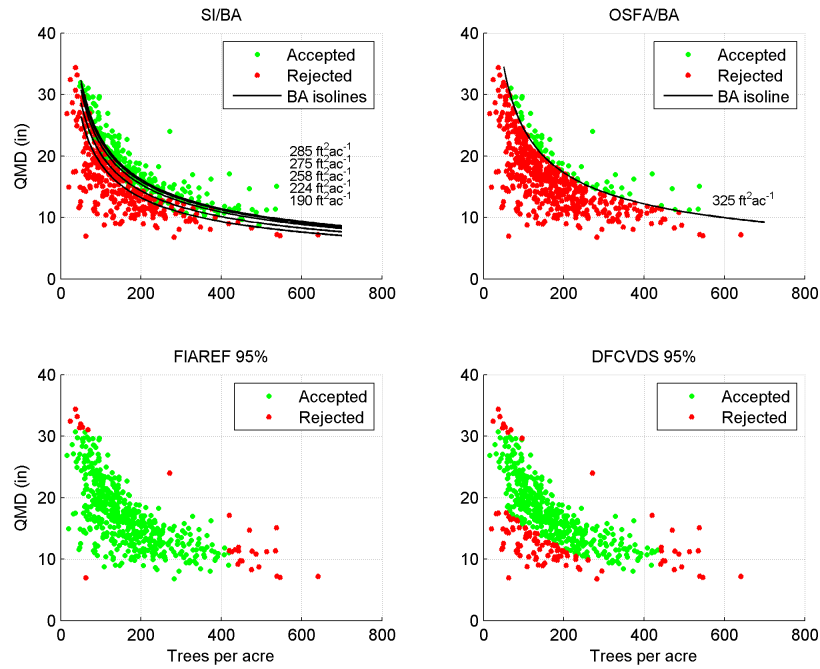 SI/BA
40
30
20
10
0
QMD (in)
Accepted
Rejected
BA isolines
285 ft²ac⁻¹
275 ft²ac⁻¹
258 ft²ac⁻¹
224 ft²ac⁻¹
190 ft²ac⁻¹
0 200 400 600 800
OSFA/BA
40
30
20
10
0
Accepted
Rejected
BA isoline
325 ft²ac⁻¹
0 200 400 600 800
FIAREF 95%
40
30
20
10
0
QMD (in)
Accepted
Rejected
0 200 400 600 800
Trees per acre
DFCVDS 95%
40
30
20
10
0
Accepted
Rejected
0 200 400 600 800
Trees per acre